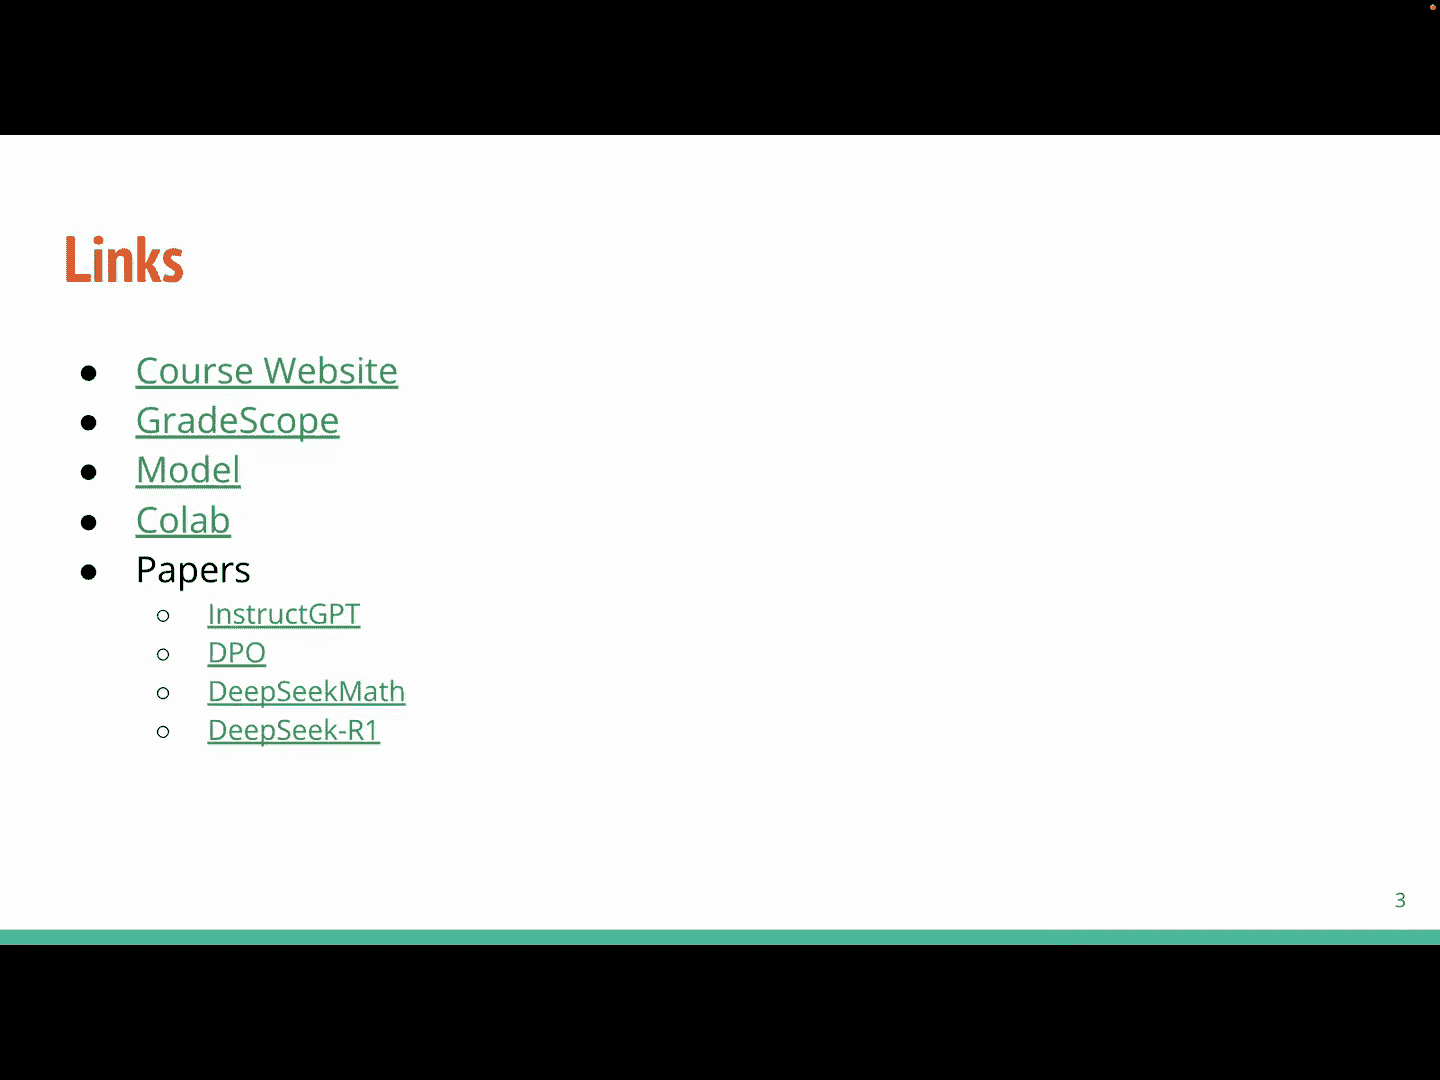 Links
● Course Website
● GradeScope
● Model
● Colab
● Papers
○ InstructGPT
○ DPO
○ DeepSeekMath
○ DeepSeek-R1
3